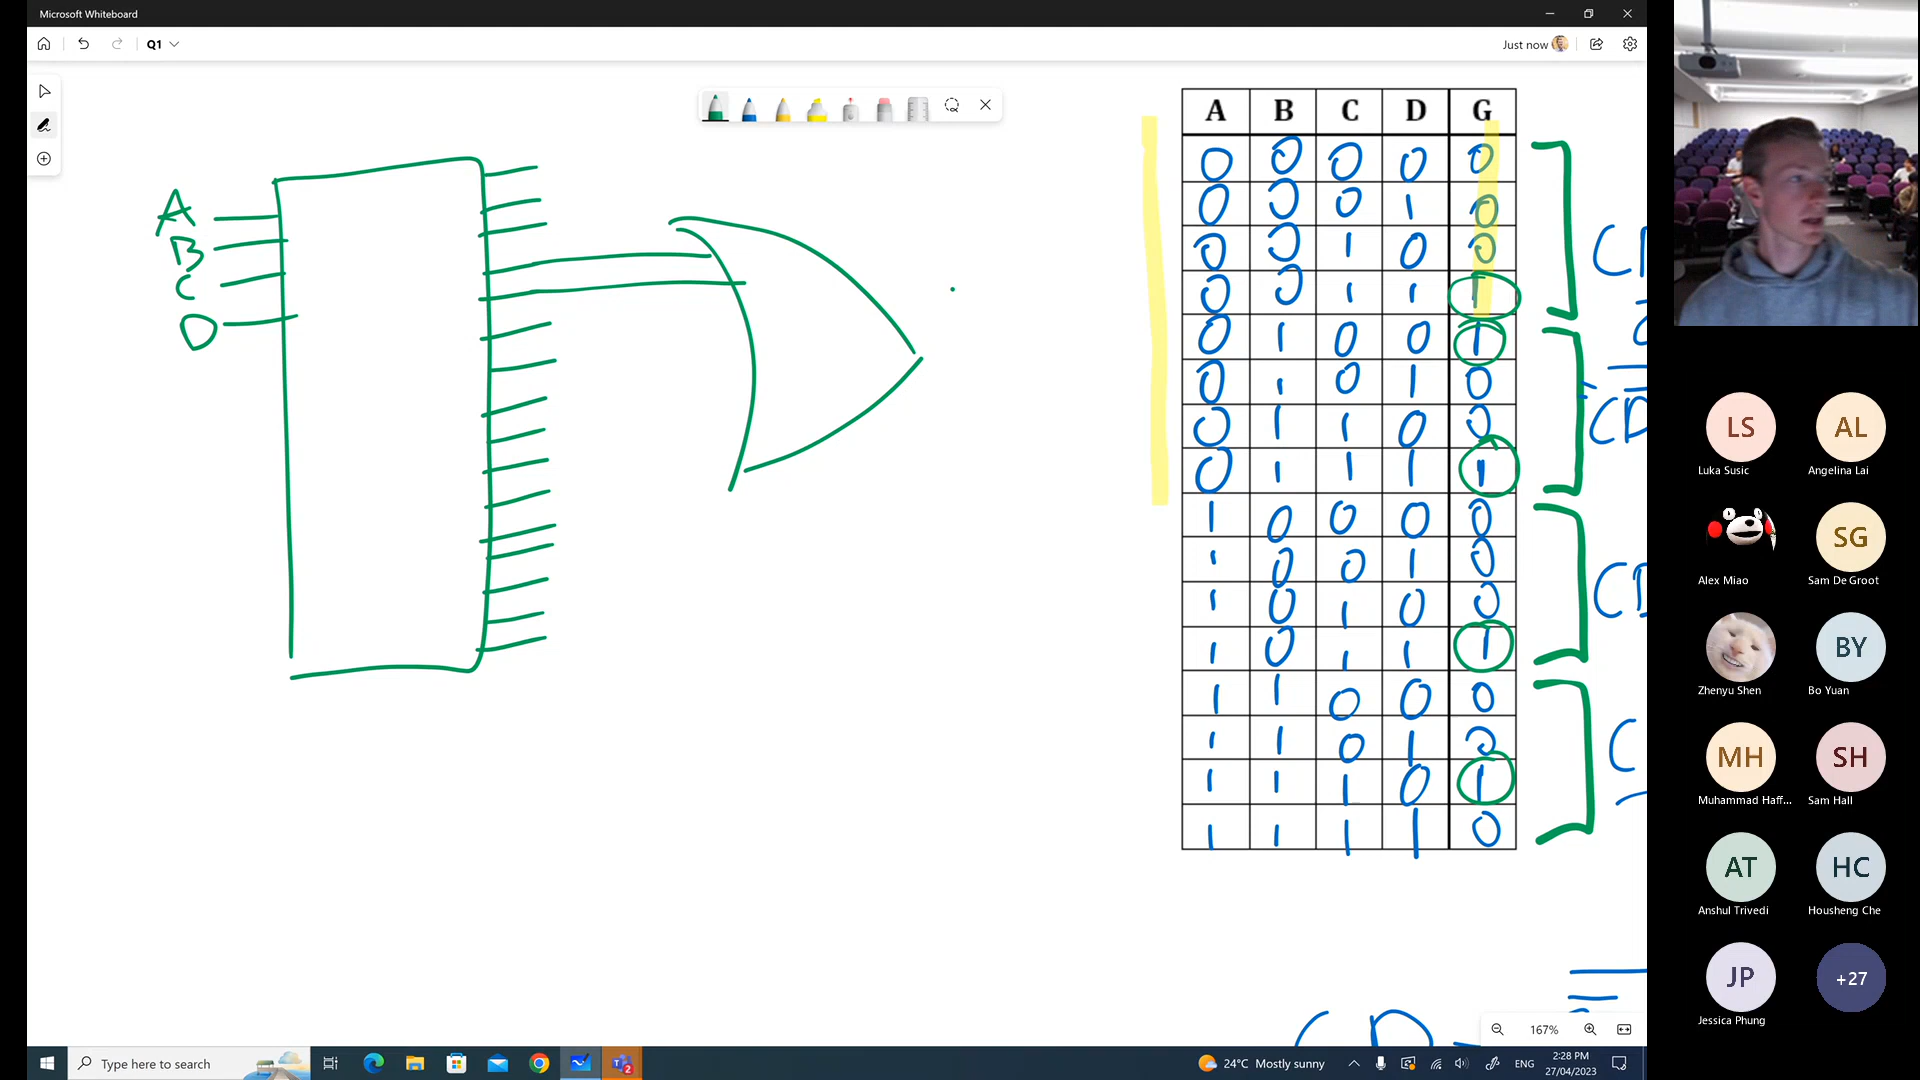 Microsoft Whiteboard
Q1
Just now
A
B
C
D
A B C D G
0 0 0 0 0
0 0 0 1 0
0 0 1 0 0
0 0 1 1 1
0 1 0 0 1
0 1 0 1 0
0 1 1 0 0
0 1 1 1 1
1 0 0 0 0
1 0 0 1 0
1 0 1 0 0
1 0 1 1 1
1 1 0 0 0
1 1 0 1 0
1 1 1 0 1
1 1 1 1 0
CD
C
CD
167%
LS
Luka Susic
AL
Angelina Lai
Alex Miao
SG
Sam De Groot
Zhenyu Shen
BY
Bo Yuan
MH
Muhammad Haff...
SH
Sam Hall
AT
Anshul Trivedi
HC
Housheng Che
JP
Jessica Phung
+27
Type here to search
2
24°C Mostly sunny
ENG
2:28 PM
27/04/2023